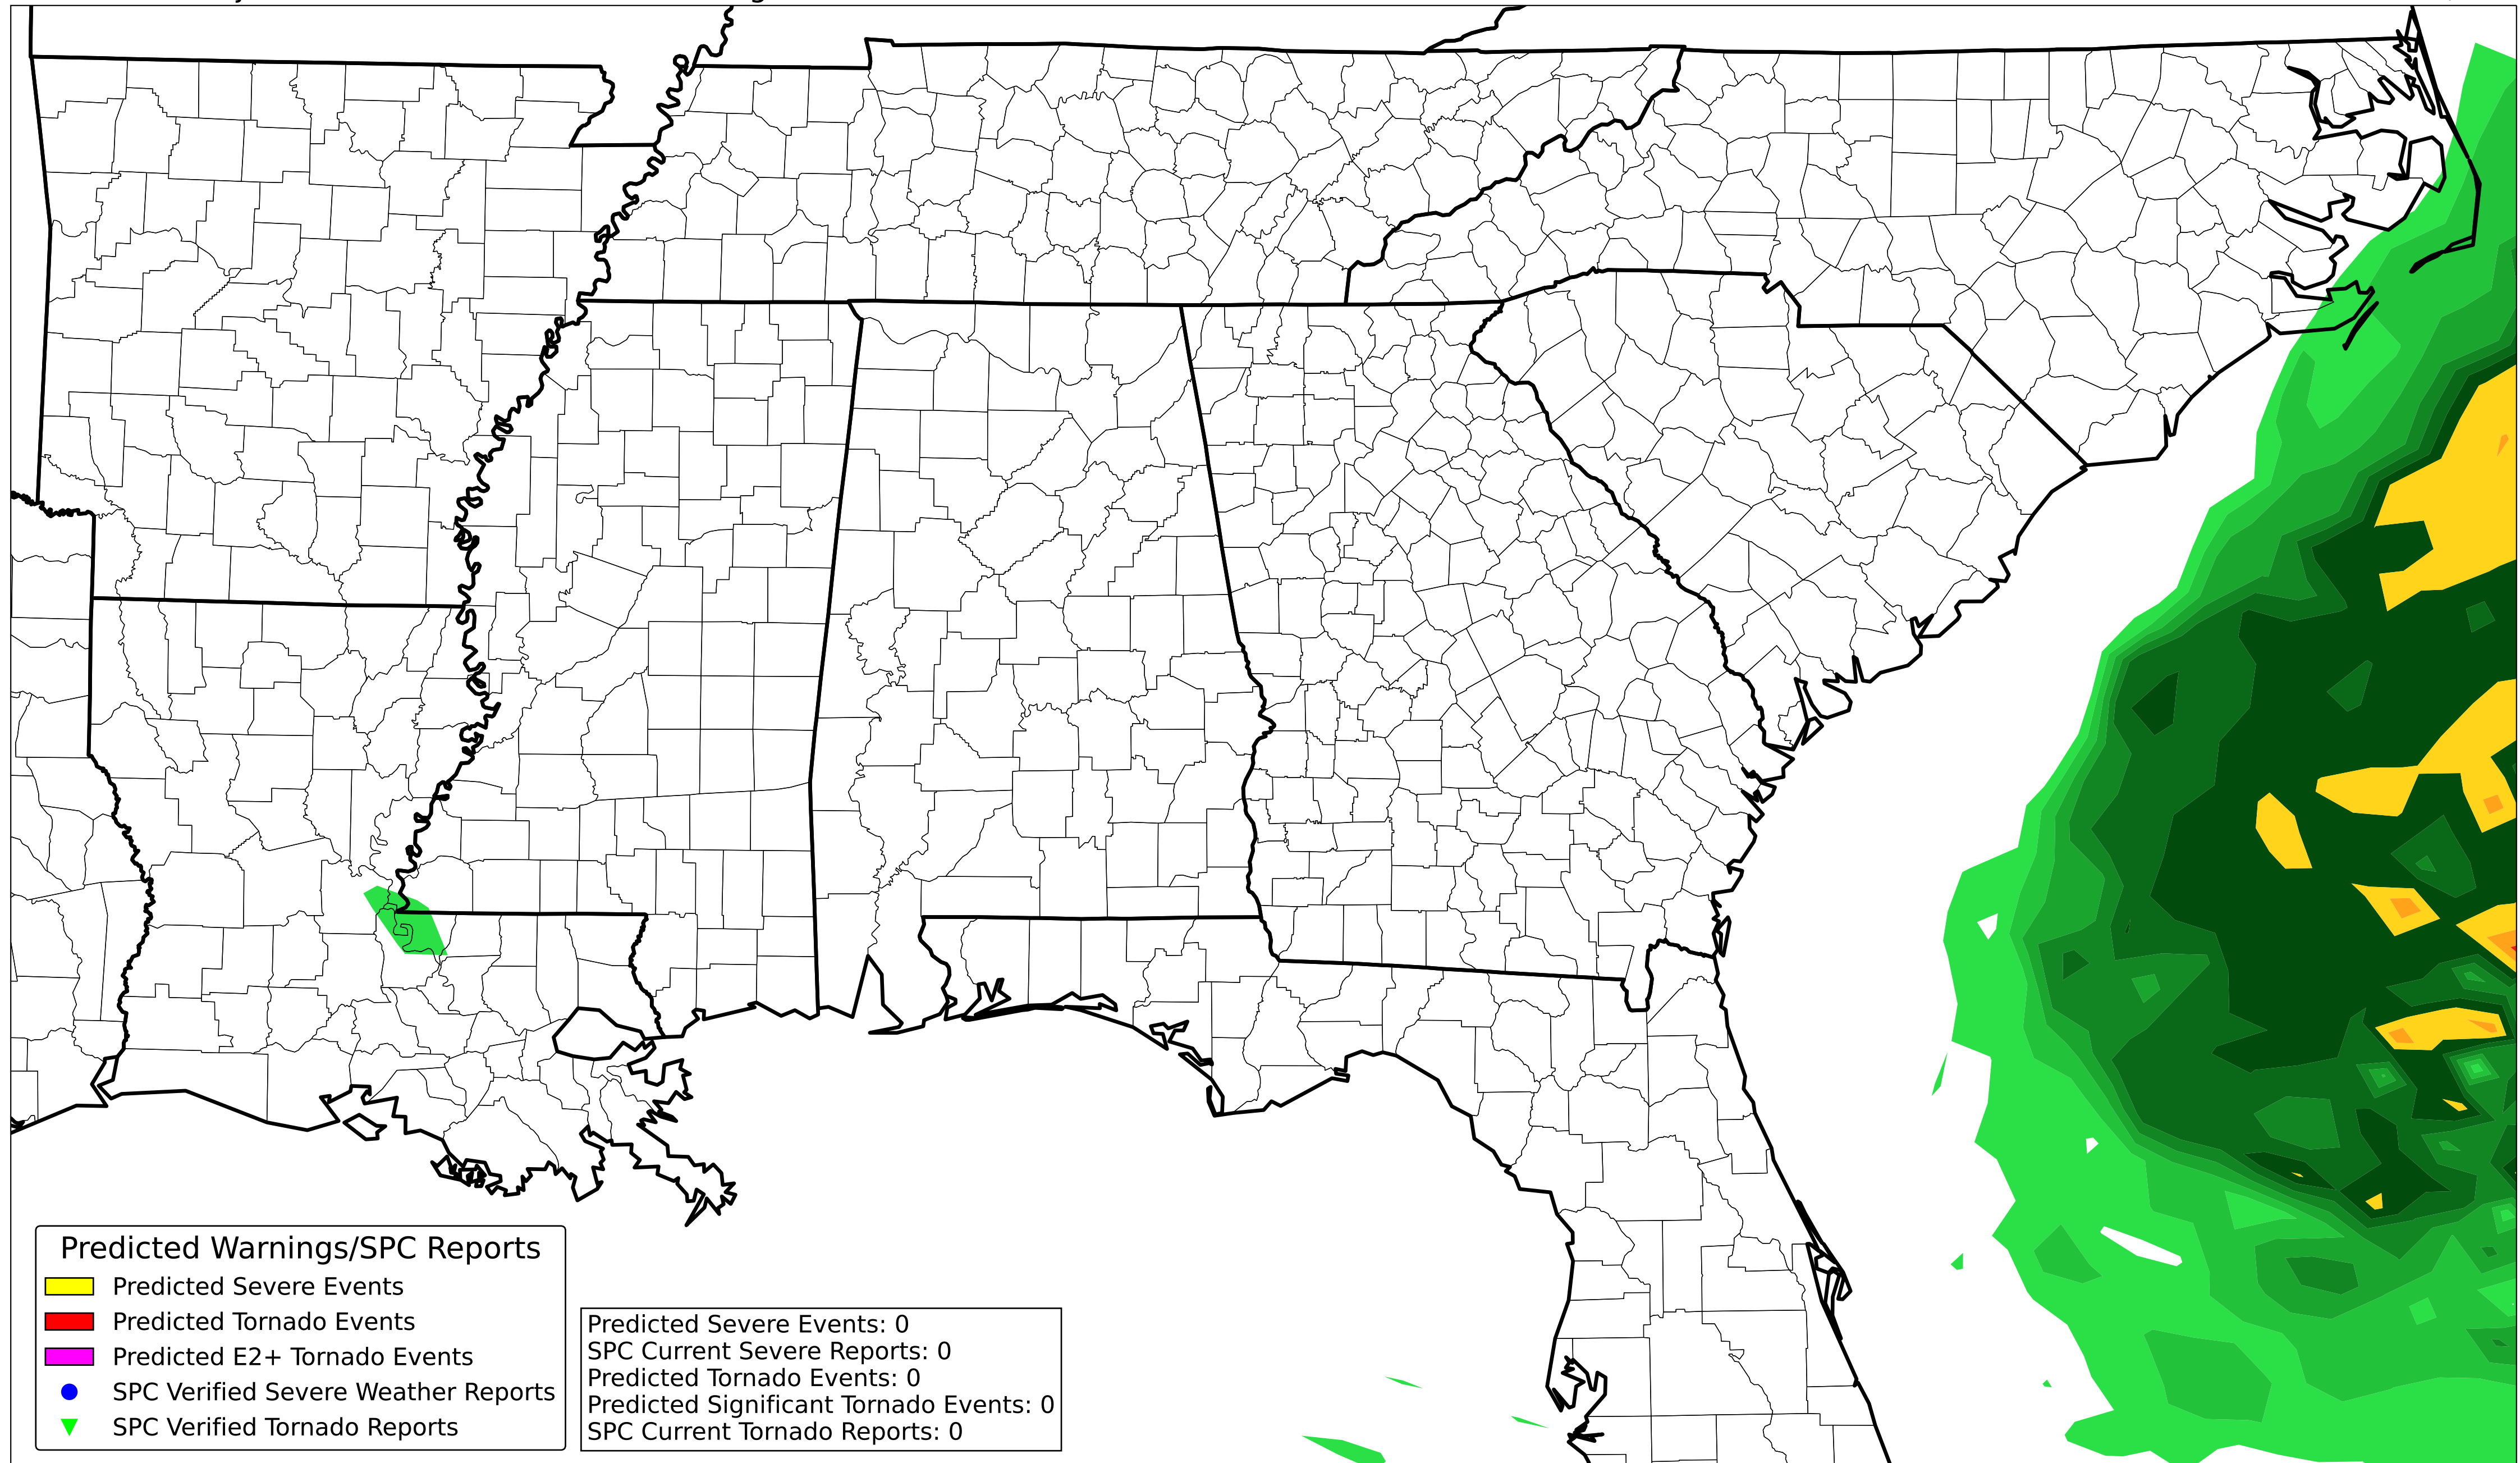 Predicted Warnings/SPC Reports
Predicted Severe Events
Predicted Tornado Events
Predicted E2+ Tornado Events
SPC Verified Severe Weather Reports
SPC Verified Tornado Reports
Predicted Severe Events: 0
SPC Current Severe Reports: 0
Predicted Tornado Events: 0
Predicted Significant Tornado Events: 0
SPC Current Tornado Reports: 0